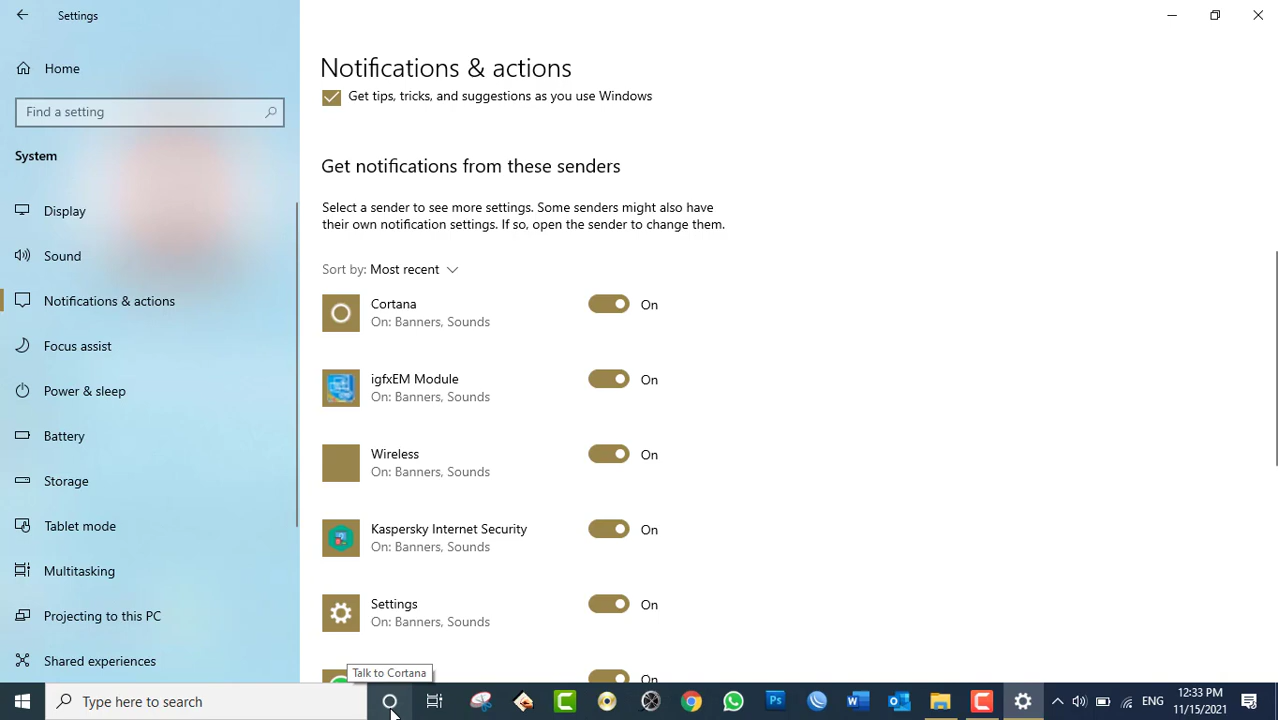 Settings
Home
Find a setting
System
Display
Sound
Notifications & actions
Focus assist
Power & sleep
Battery
Storage
Tablet mode
Multitasking
Projecting to this PC
Shared experiences
Notifications & actions
Get tips, tricks, and suggestions as you use Windows
Get notifications from these senders
Select a sender to see more settings. Some senders might also have
their own notification settings. If so, open the sender to change them.
Sort by: Most recent
Cortana
On: Banners, Sounds
On
igfxEM Module
On: Banners, Sounds
On
Wireless
On: Banners, Sounds
On
Kaspersky Internet Security
On: Banners, Sounds
On
Settings
On: Banners, Sounds
On
On
Talk to Cortana
Type here to search
Ps
ENG
12:33 PM
11/15/2021